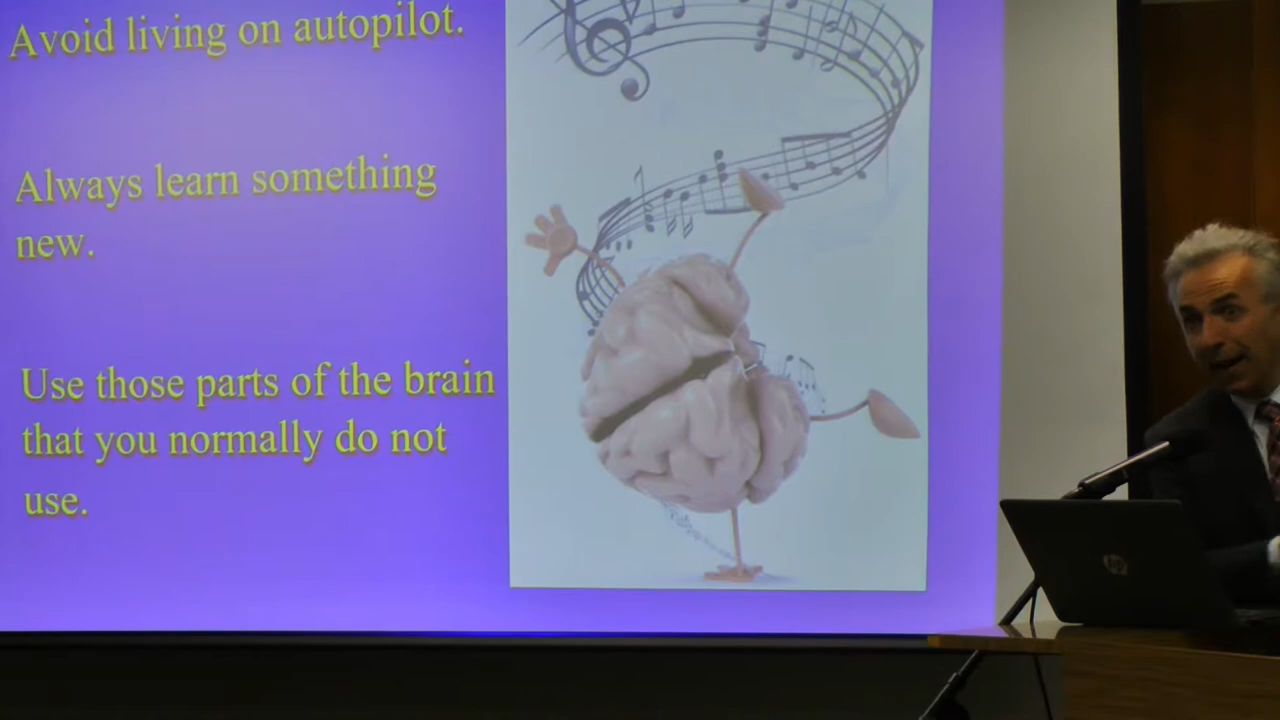 Avoid living on autopilot.
Always learn something
new.
Use those parts of the brain
that you normally do not
use.
hp